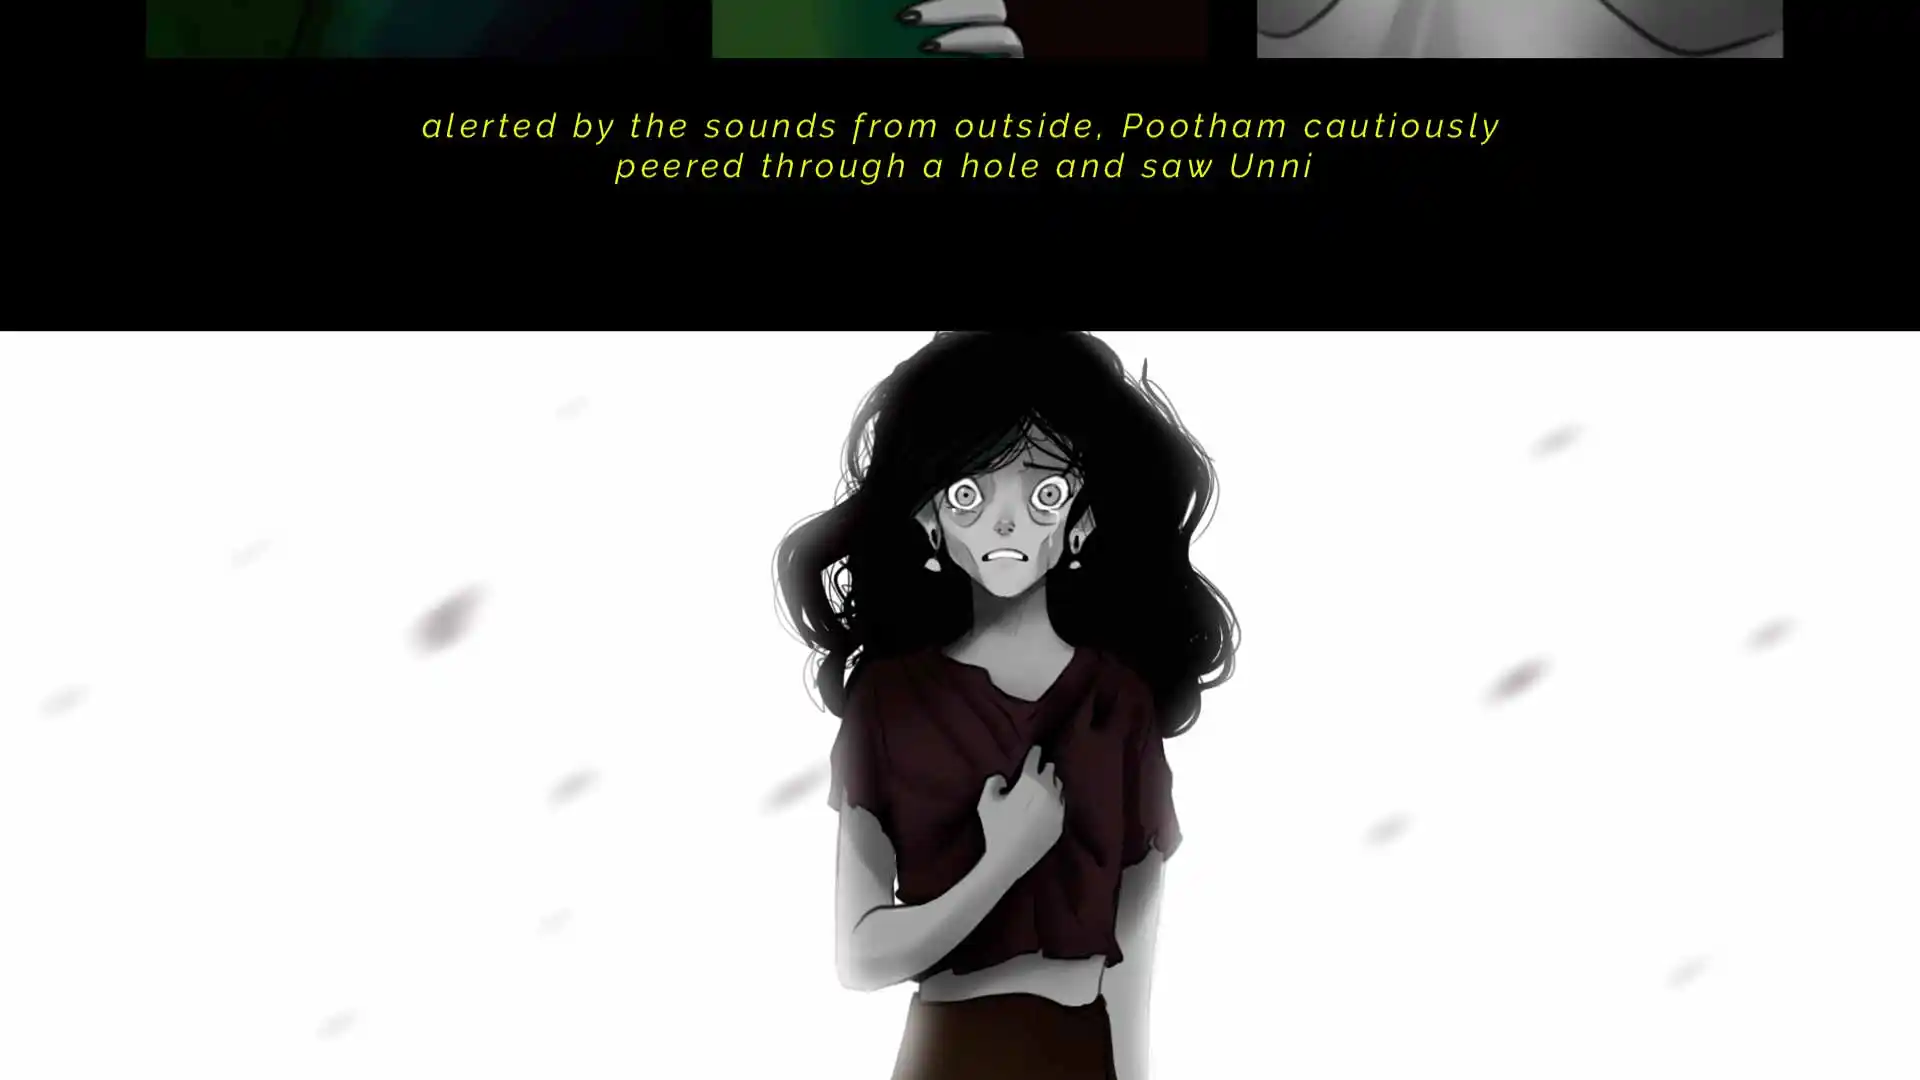 alerted by the sounds from outside, Pootham cautiously
peered through a hole and saw Unni